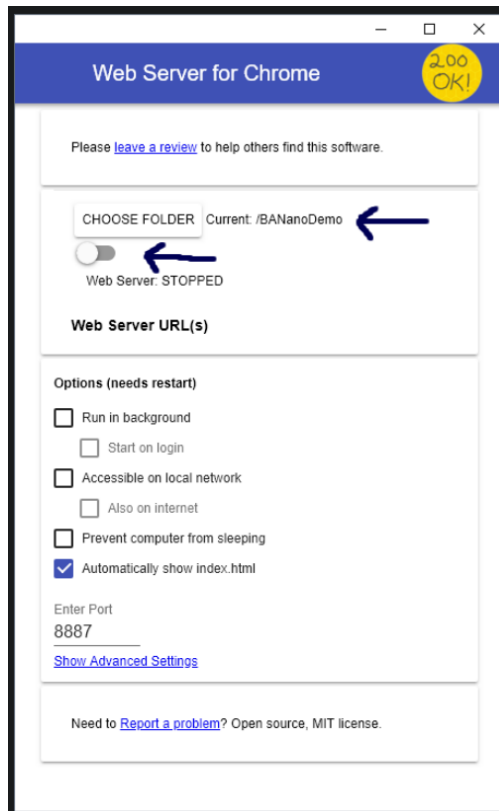 Web Server for Chrome
200
OK!
Please leave a review to help others find this software.
CHOOSE FOLDER Current: /BANanoDemo
Web Server: STOPPED
Web Server URL(s)
Options (needs restart)
Run in background
Start on login
Accessible on local network
Also on internet
Prevent computer from sleeping
Automatically show index.html
Enter Port
8887
Show Advanced Settings
Need to Report a problem? Open source, MIT license.